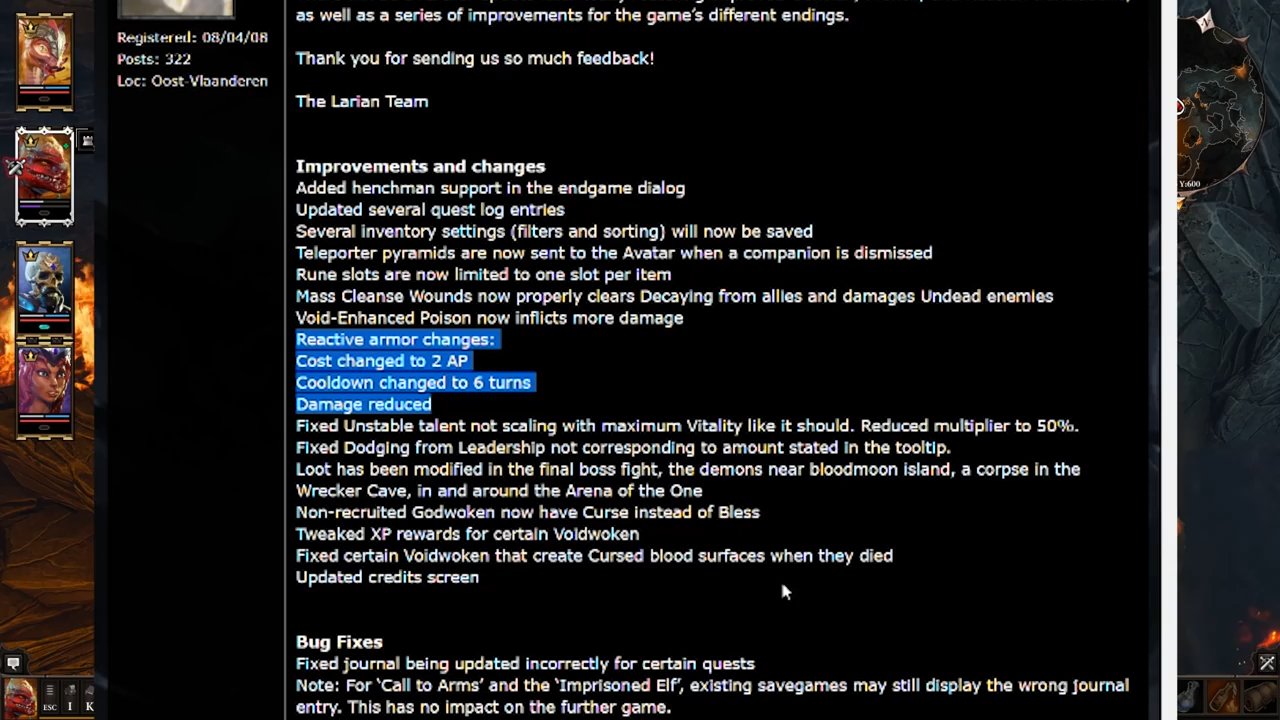 as well as a series of improvements for the game's different endings.
Registered: 08/04/08
Posts: 322
Loc: Oost-Vlaanderen
Thank you for sending us so much feedback!
The Larian Team
Improvements and changes
Added henchman support in the endgame dialog
Updated several quest log entries
Several inventory settings (filters and sorting) will now be saved
Teleporter pyramids are now sent to the Avatar when a companion is dismissed
Rune slots are now limited to one slot per item
Mass Cleanse Wounds now properly clears Decaying from allies and damages Undead enemies
Void-Enhanced Poison now inflicts more damage
Reactive armor changes:
Cost changed to 2 AP
Cooldown changed to 6 turns
Damage reduced
Fixed Unstable talent not scaling with maximum Vitality like it should. Reduced multiplier to 50%.
Fixed Dodging from Leadership not corresponding to amount stated in the tooltip.
Loot has been modified in the final boss fight, the demons near bloodmoon island, a corpse in the
Wrecker Cave, in and around the Arena of the One
Non-recruited Godwoken now have Curse instead of Bless
Tweaked XP rewards for certain Voidwoken
Fixed certain Voidwoken that create Cursed blood surfaces when they died
Updated credits screen
Bug Fixes
Fixed journal being updated incorrectly for certain quests
Note: For 'Call to Arms' and the 'Imprisoned Elf', existing savegames may still display the wrong journal
entry. This has no impact on the further game.
Y:600
ESC I K